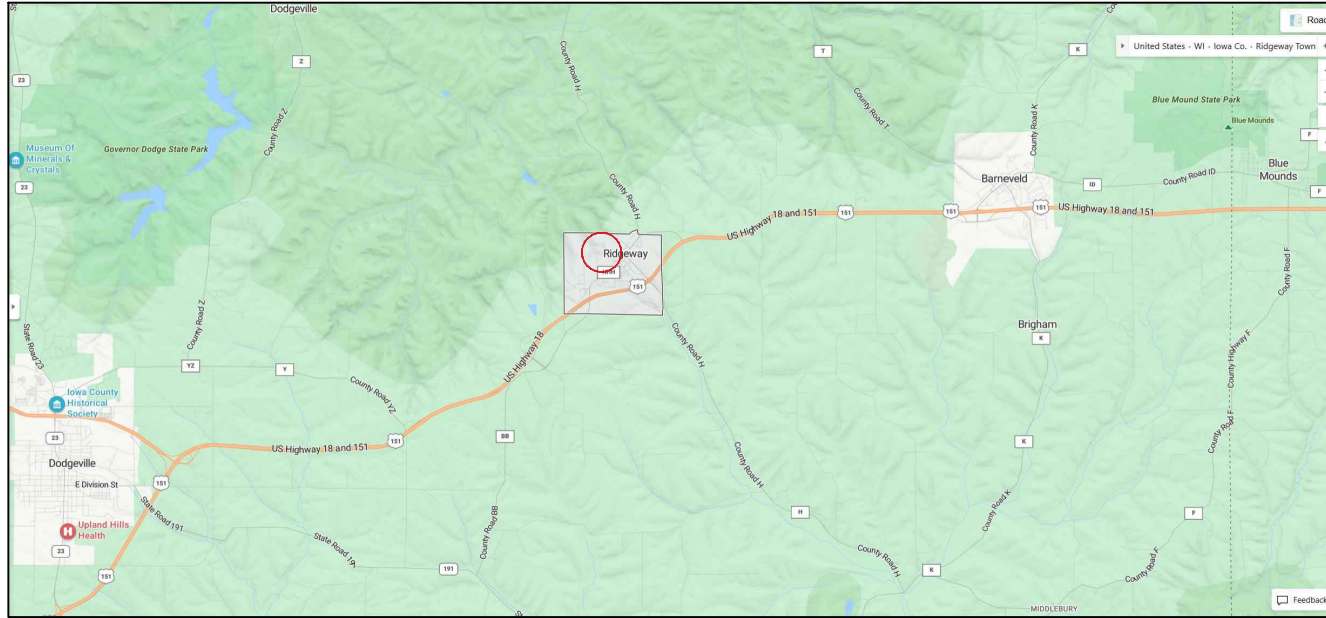 Dodgeville
Road
United States - WI - Iowa Co. - Ridgeway Town
23
Z
T
K
County Road H
County Road K
Blue Mound State Park
Blue Mounds
Museum Of
Minerals &
Crystals
Governor Dodge State Park
County Road Z
County Road T
F
23
County Road H
Barneveld
ID
County Road ID
Blue
Mounds
F
151
151
151
US Highway 18 and 151
US Highway 18 and 151
Ridgeway
151
County Road F
County Road Z
State Road 23
US Highway 18
County Road H
Brigham
K
County Highway F
YZ
Y
County Road YZ
Iowa County
Historical
Society
23
151
BB
US Highway 18 and 151
Dodgeville
E Division St
151
State Road 191
County Road BB
County Road H
K
County Road K
County Road F
Upland Hills
Health
H
F
23
State Road 19
191
151
County Road H
K
County Road F
MIDDLEBURY
Feedback